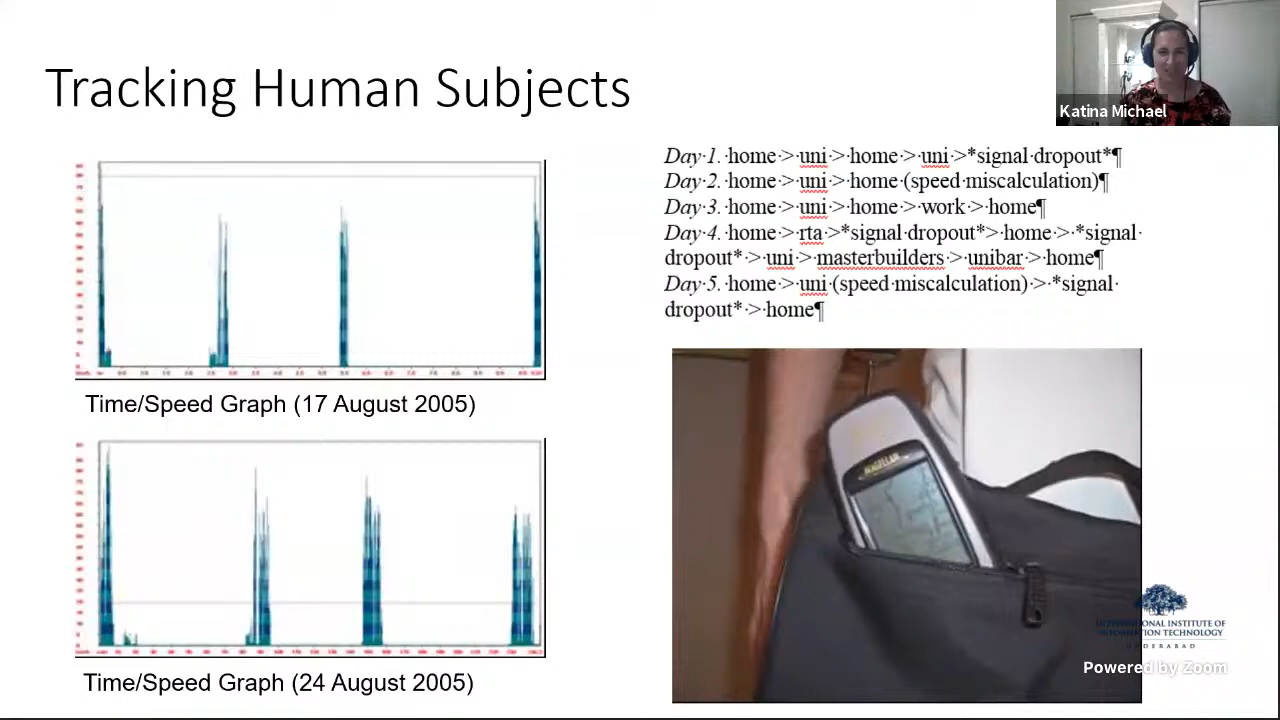 Tracking Human Subjects
Katina Michael
Day·1.·home·>·uni·>·home·>·uni·>*signal·dropout*¶
Day·2.·home·>·uni·>·home·(speed·miscalculation)¶
Day·3.·home·>·uni·>·home·>·work·>·home¶
Day·4.·home·>·rta·>*signal·dropout*>·home·>·*signal·
dropout*·>·uni·>·masterbuilders·>·unibar·>·home¶
Day·5.·home·>·uni·(speed·miscalculation)·>·*signal·
dropout*·>·home¶
Time/Speed Graph (17 August 2005)
Time/Speed Graph (24 August 2005)
MAGELLAN
INTERNATIONAL INSTITUTE OF
INFORMATION TECHNOLOGY
HYDERABAD
Powered by Zoom